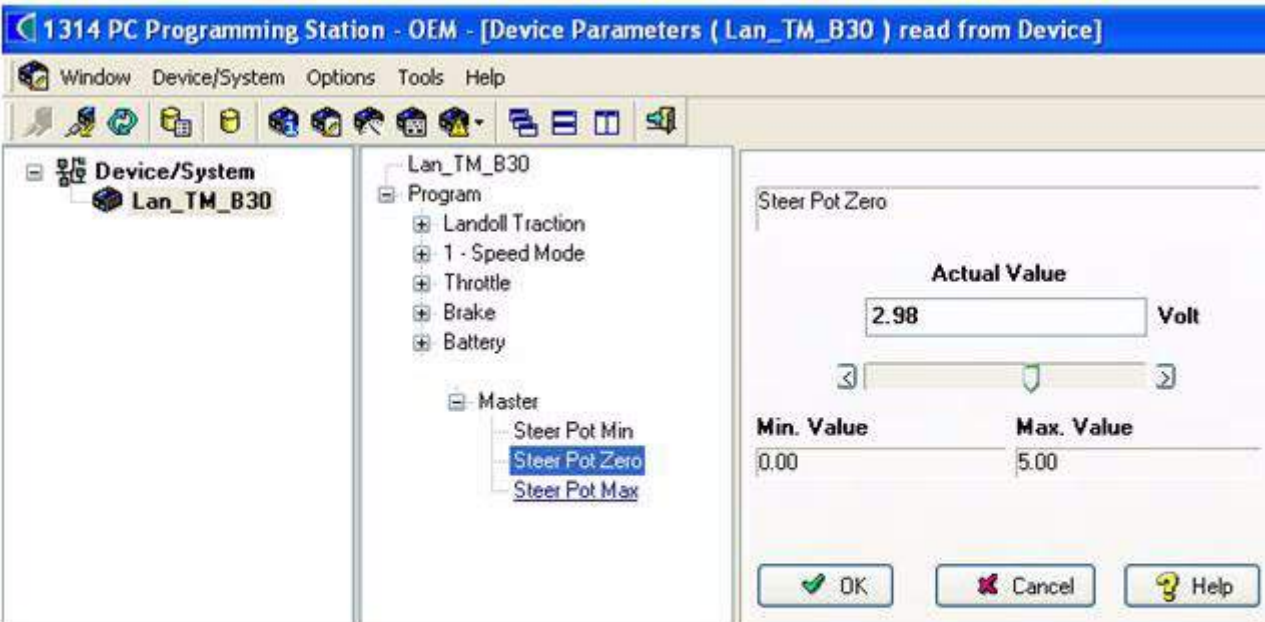 1314 PC Programming Station - OEM - [Device Parameters ( Lan_TM_B30 ) read from Device]
Window Device/System Options Tools Help
Device/System
Lan_TM_B30
Lan_TM_B30
Program
Landoll Traction
1 - Speed Mode
Throttle
Brake
Battery
Master
Steer Pot Min
Steer Pot Zero
Steer Pot Max
Steer Pot Zero
Actual Value
2.98 Volt
Min. Value Max. Value
0.00 5.00
OK Cancel Help